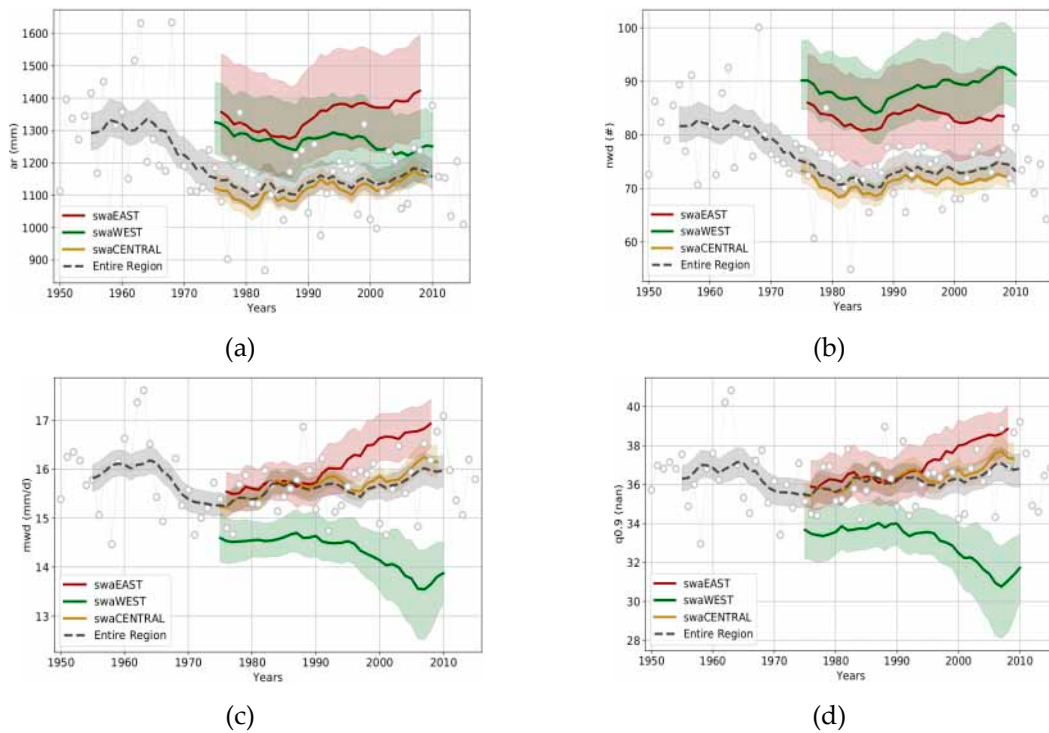 1600
1500
1400
1300
1200
1100
1000
900
ar (mm)
swaEAST
swaWEST
swaCENTRAL
Entire Region
1950 1960 1970 1980 1990 2000 2010
Years
(a)
100
90
80
70
60
nwd (#)
swaEAST
swaWEST
swaCENTRAL
Entire Region
1950 1960 1970 1980 1990 2000 2010
Years
(b)
17
16
15
14
13
mwd (mm/d)
swaEAST
swaWEST
swaCENTRAL
Entire Region
1950 1960 1970 1980 1990 2000 2010
Years
(c)
40
38
36
34
32
30
28
q0.9 (nan)
swaEAST
swaWEST
swaCENTRAL
Entire Region
1950 1960 1970 1980 1990 2000 2010
Years
(d)